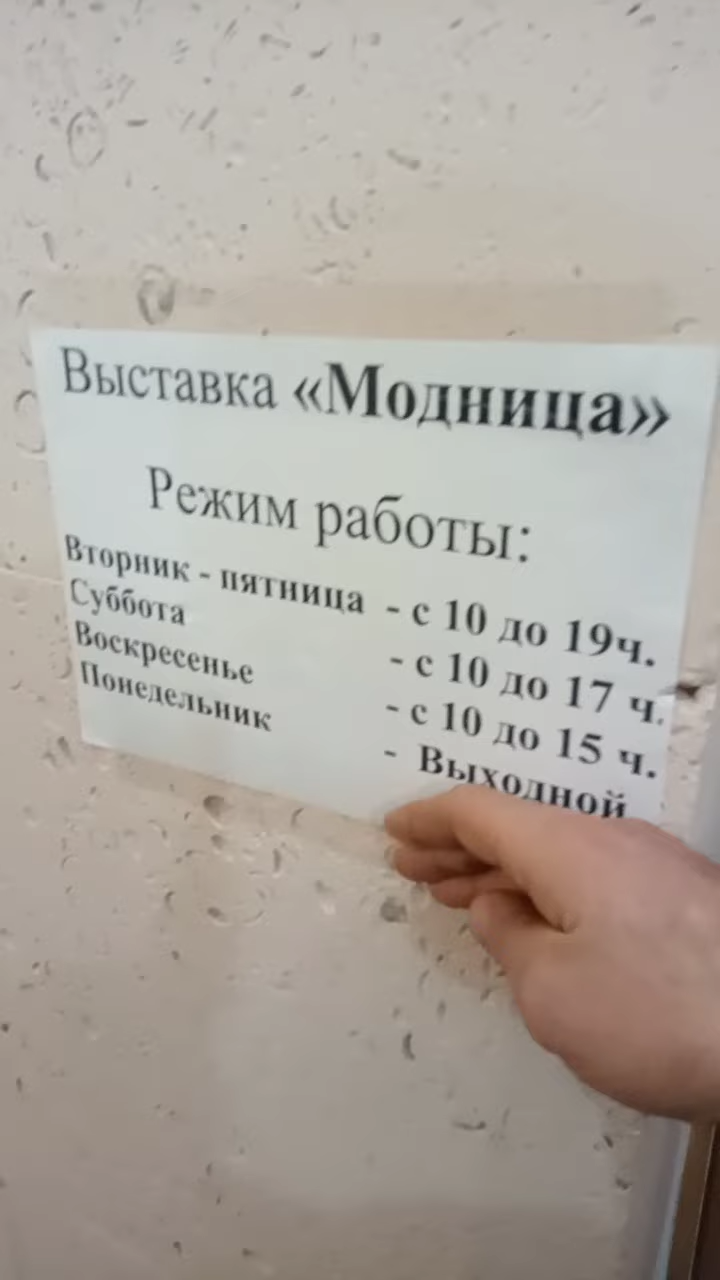 Выставка «Модница»
Режим работы:
Вторник - пятница - с 10 до 19ч.
Суббота - с 10 до 17 ч.
Воскресенье - с 10 до 15 ч.
Понедельник - Выходной